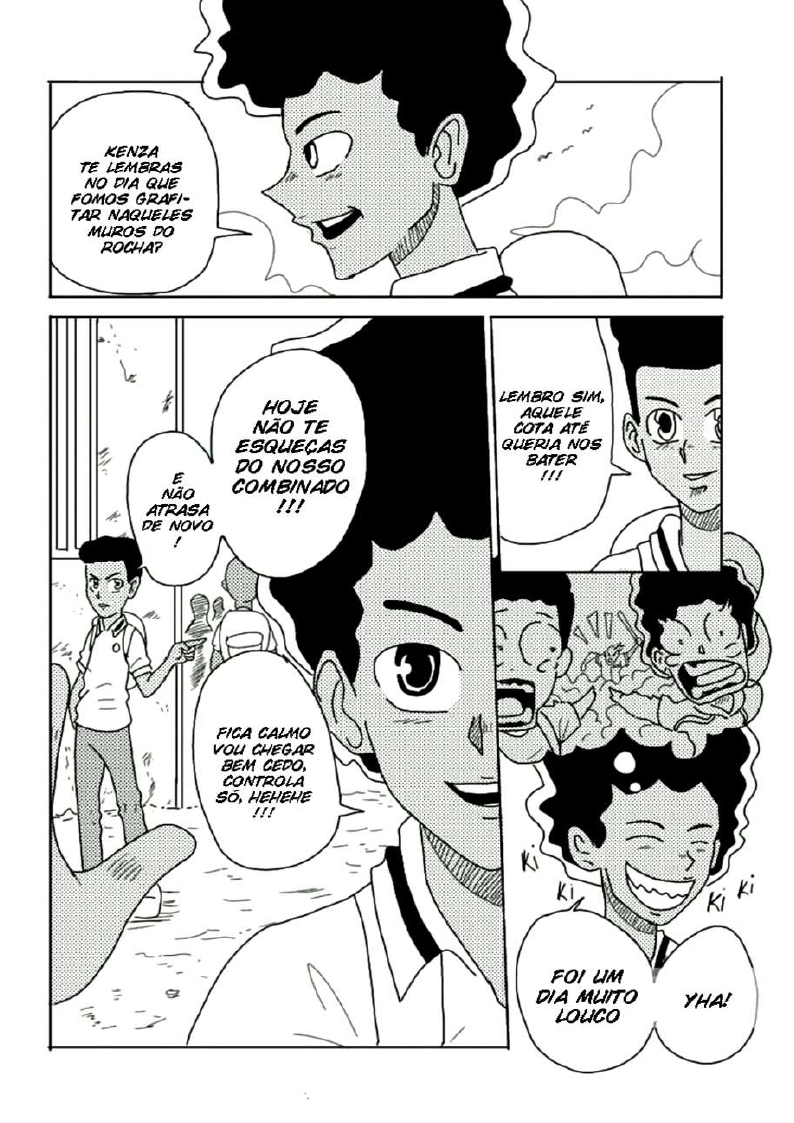 KENZA
TE LEMBRAS
NO DIA QUE
FOMOS GRAFI-
TAR NAQUELES
MUROS DO
ROCHA?
LEMBRO SIM,
AQUELE
COTA ATÉ
QUERIA NOS
BATER
!!!
Ki
Ki
Ki
Ki
FOI UM
DIA MUITO
LOUCO
YHA!
HOJE
NÃO TE
ESQUEÇAS
DO NOSSO
COMBINADO
!!!
E
NÃO
ATRASA
DE NOVO
!
FICA CALMO
VOU CHEGAR
BEM CEDO,
CONTROLA
SÓ, HEHEHE
!!!